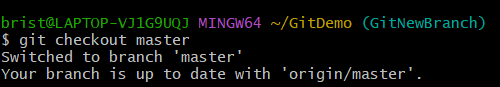 brist@LAPTOP-VJ1G9UQJ MINGW64 ~/GitDemo (GitNewBranch)
$ git checkout master
Switched to branch 'master'
Your branch is up to date with 'origin/master'.